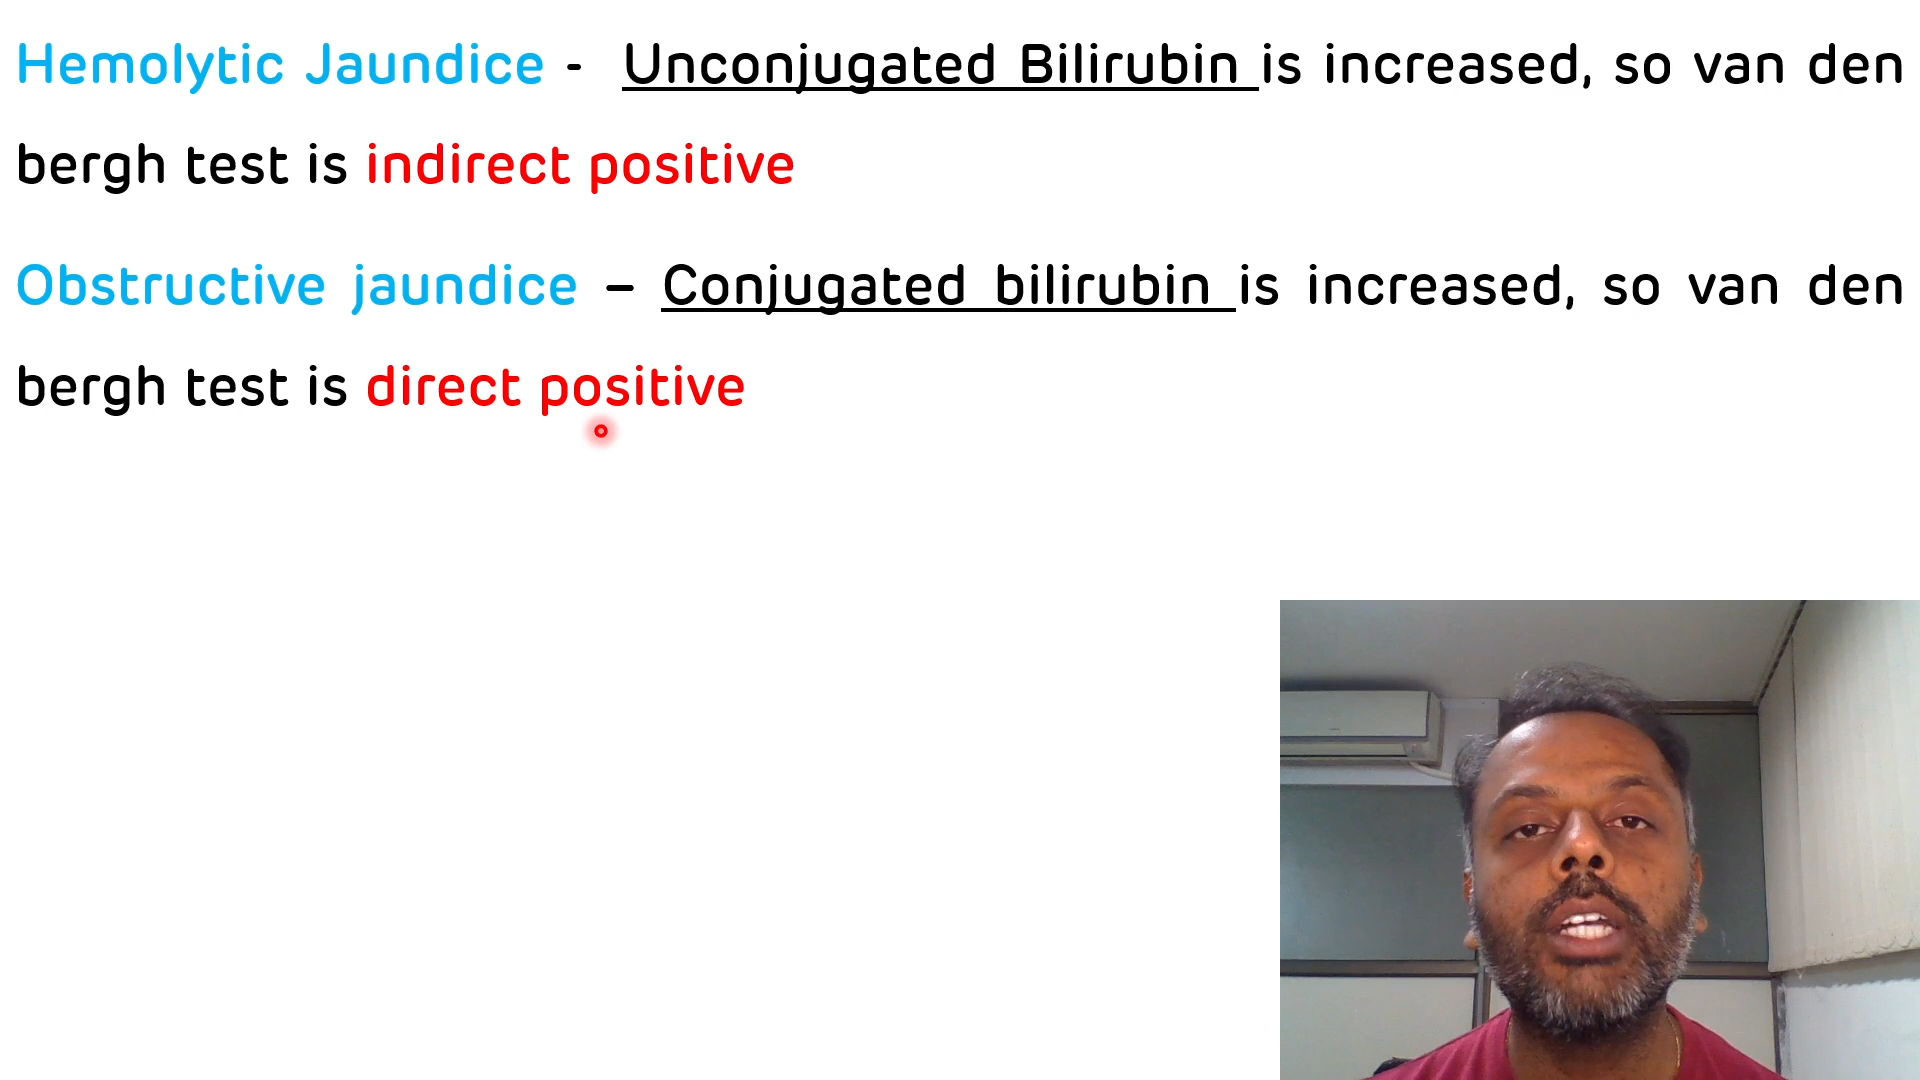 Hemolytic Jaundice - Unconjugated Bilirubin is increased, so van den
bergh test is indirect positive
Obstructive jaundice – Conjugated bilirubin is increased, so van den
bergh test is direct positive